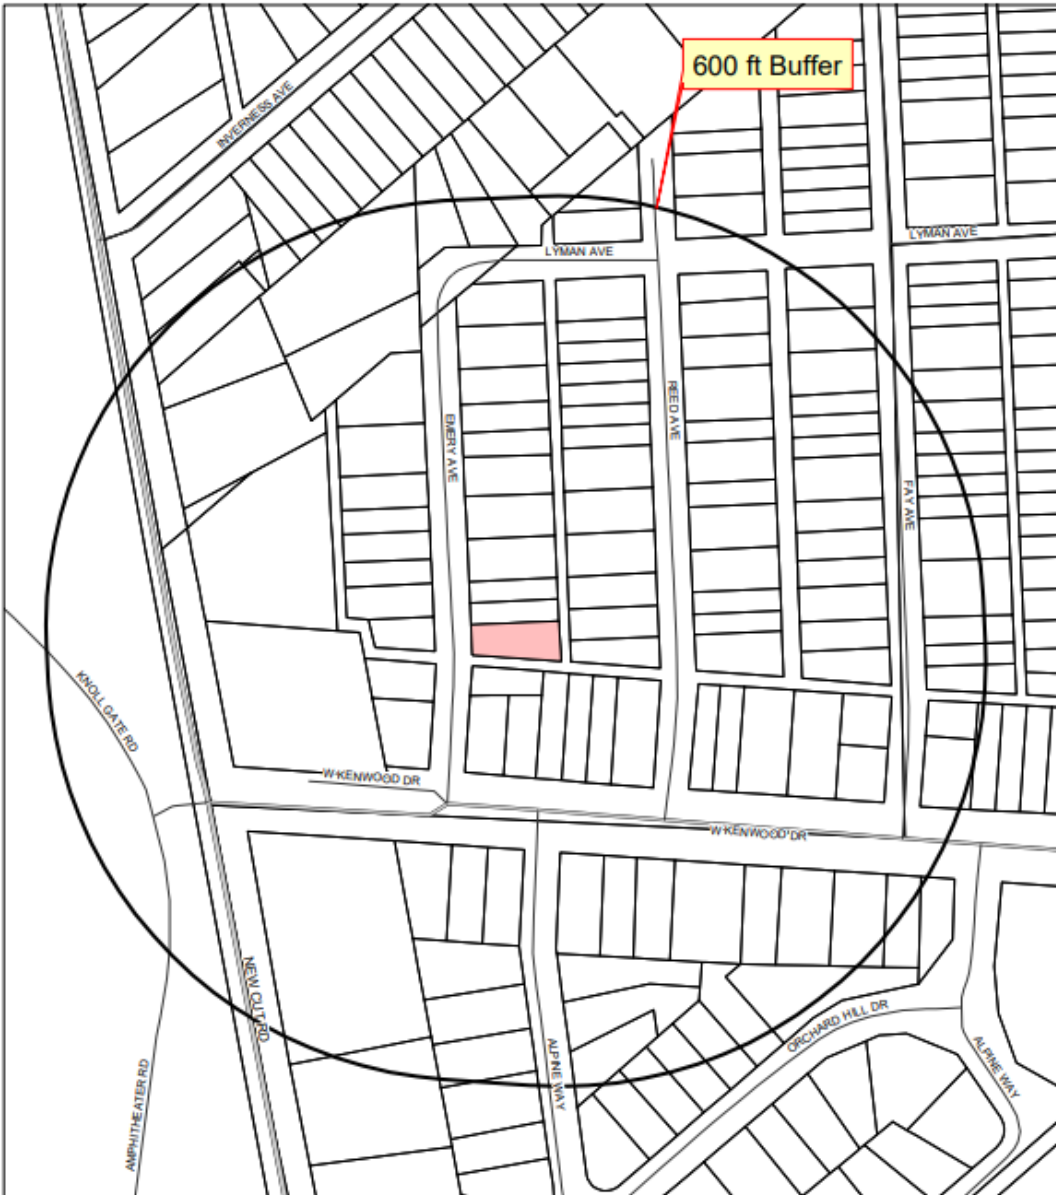 600 ft Buffer
INVERNESS AVE
LYMAN AVE
LYMAN AVE
REED AVE
EMERY AVE
FAY AVE
KNOLL GATE RD
W KENWOOD DR
W KENWOOD DR
NEW CUT RD
ORCHARD HILL DR
ALPINE WAY
ALPINE WAY
AMPHITHEATER RD